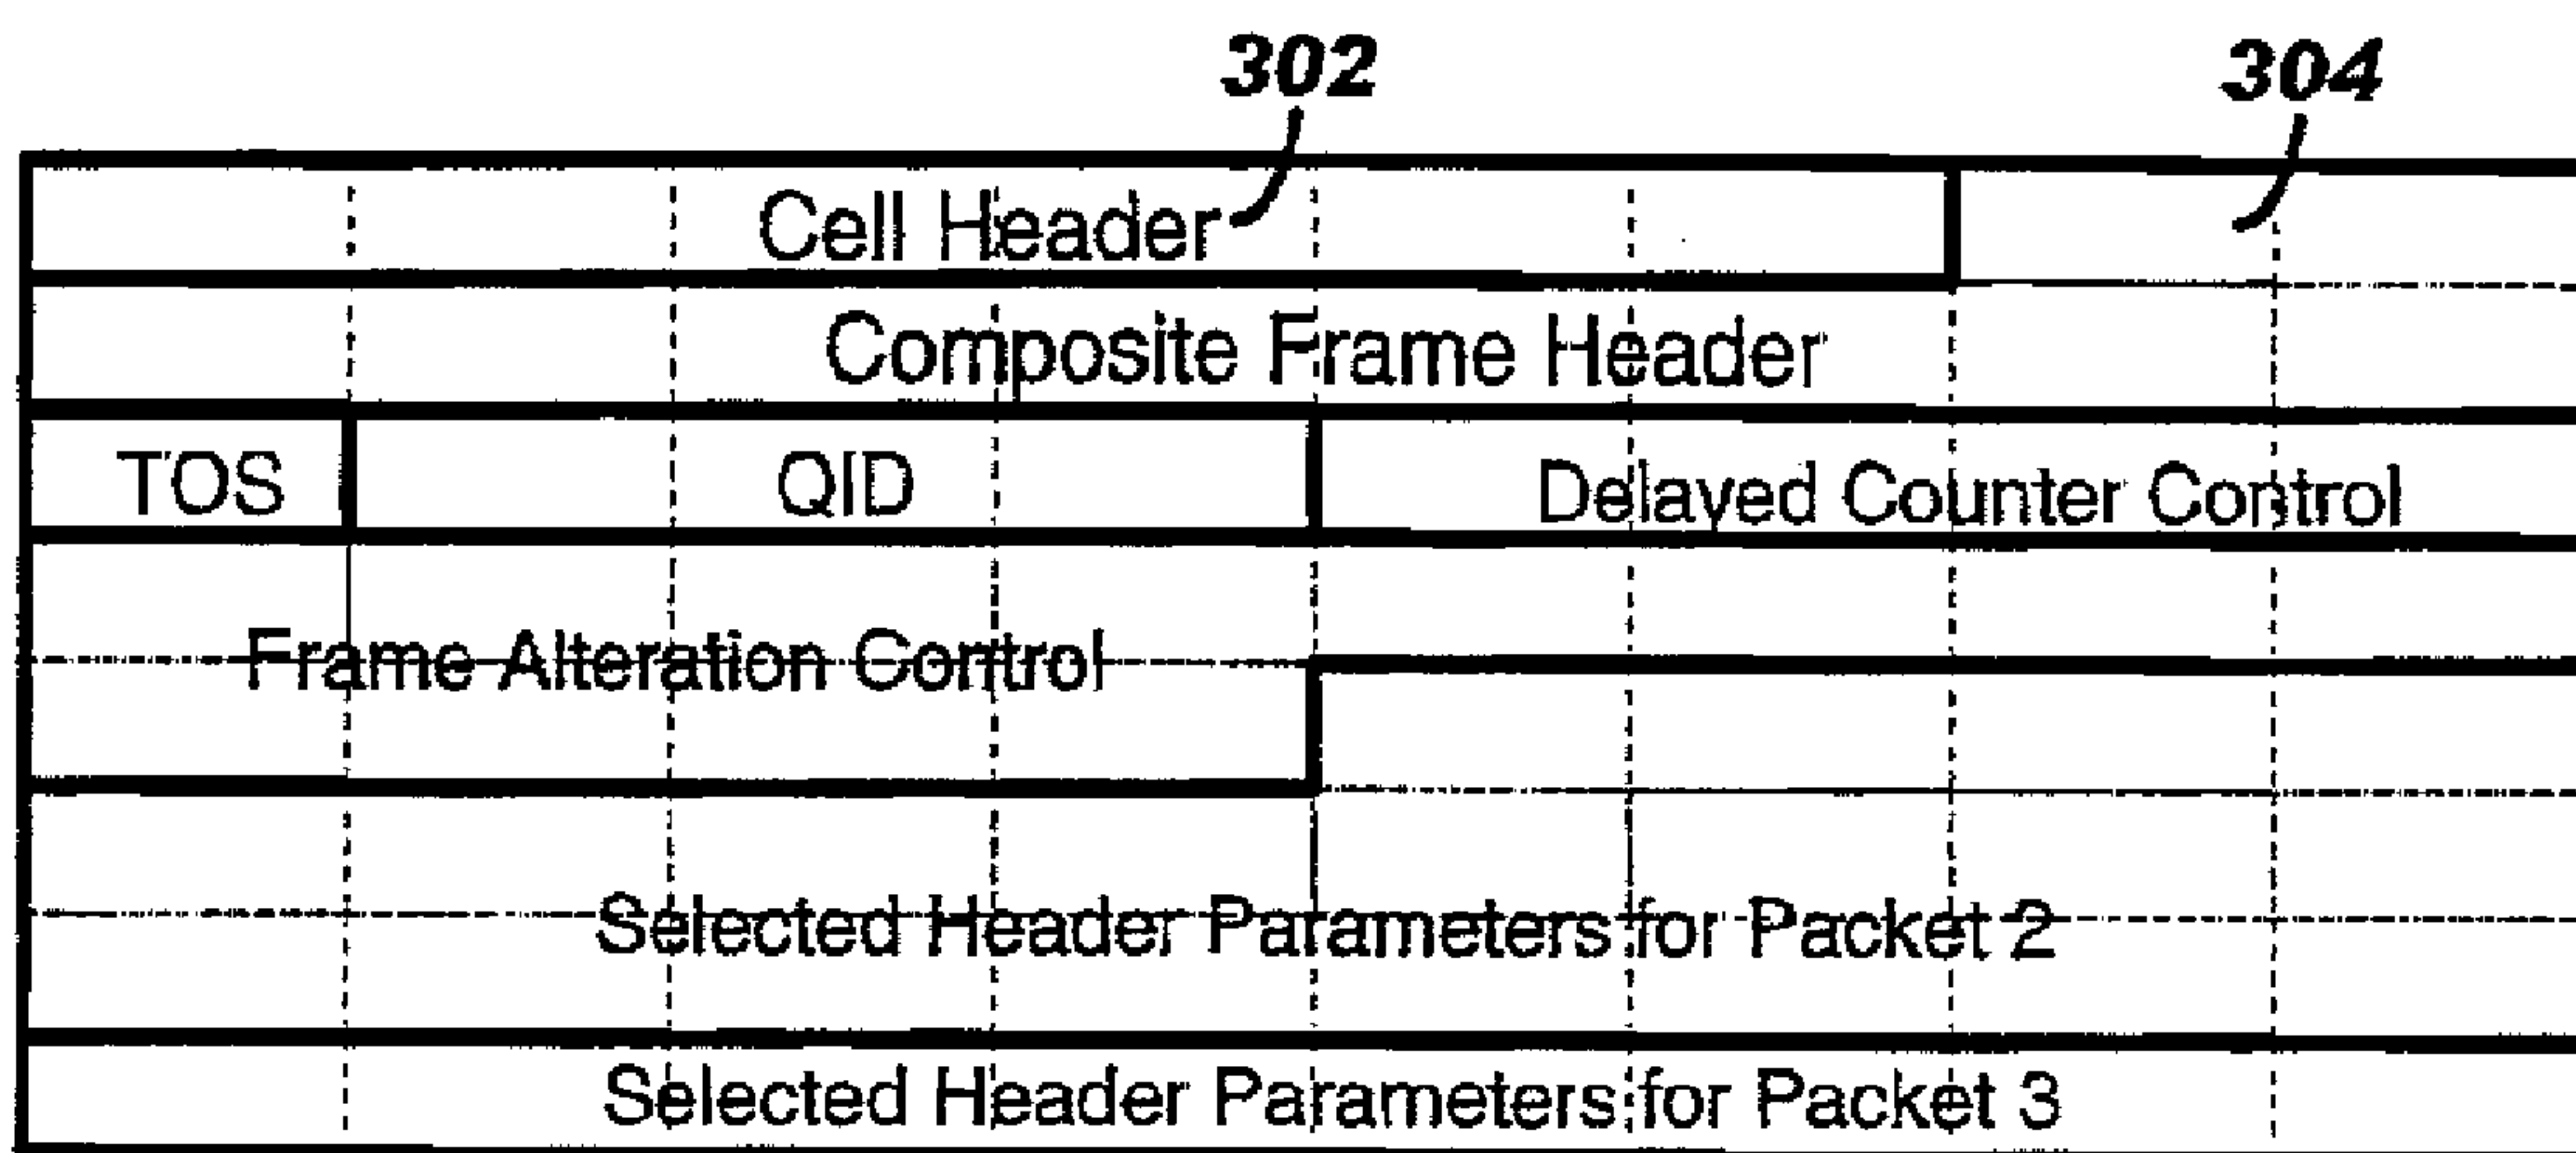 302
304
Cell Header
Composite Frame Header
TOS
QID
Delayed Counter Control
Frame Alteration Control
Selected Header Parameters for Packet 2
Selected Header Parameters for Packet 3